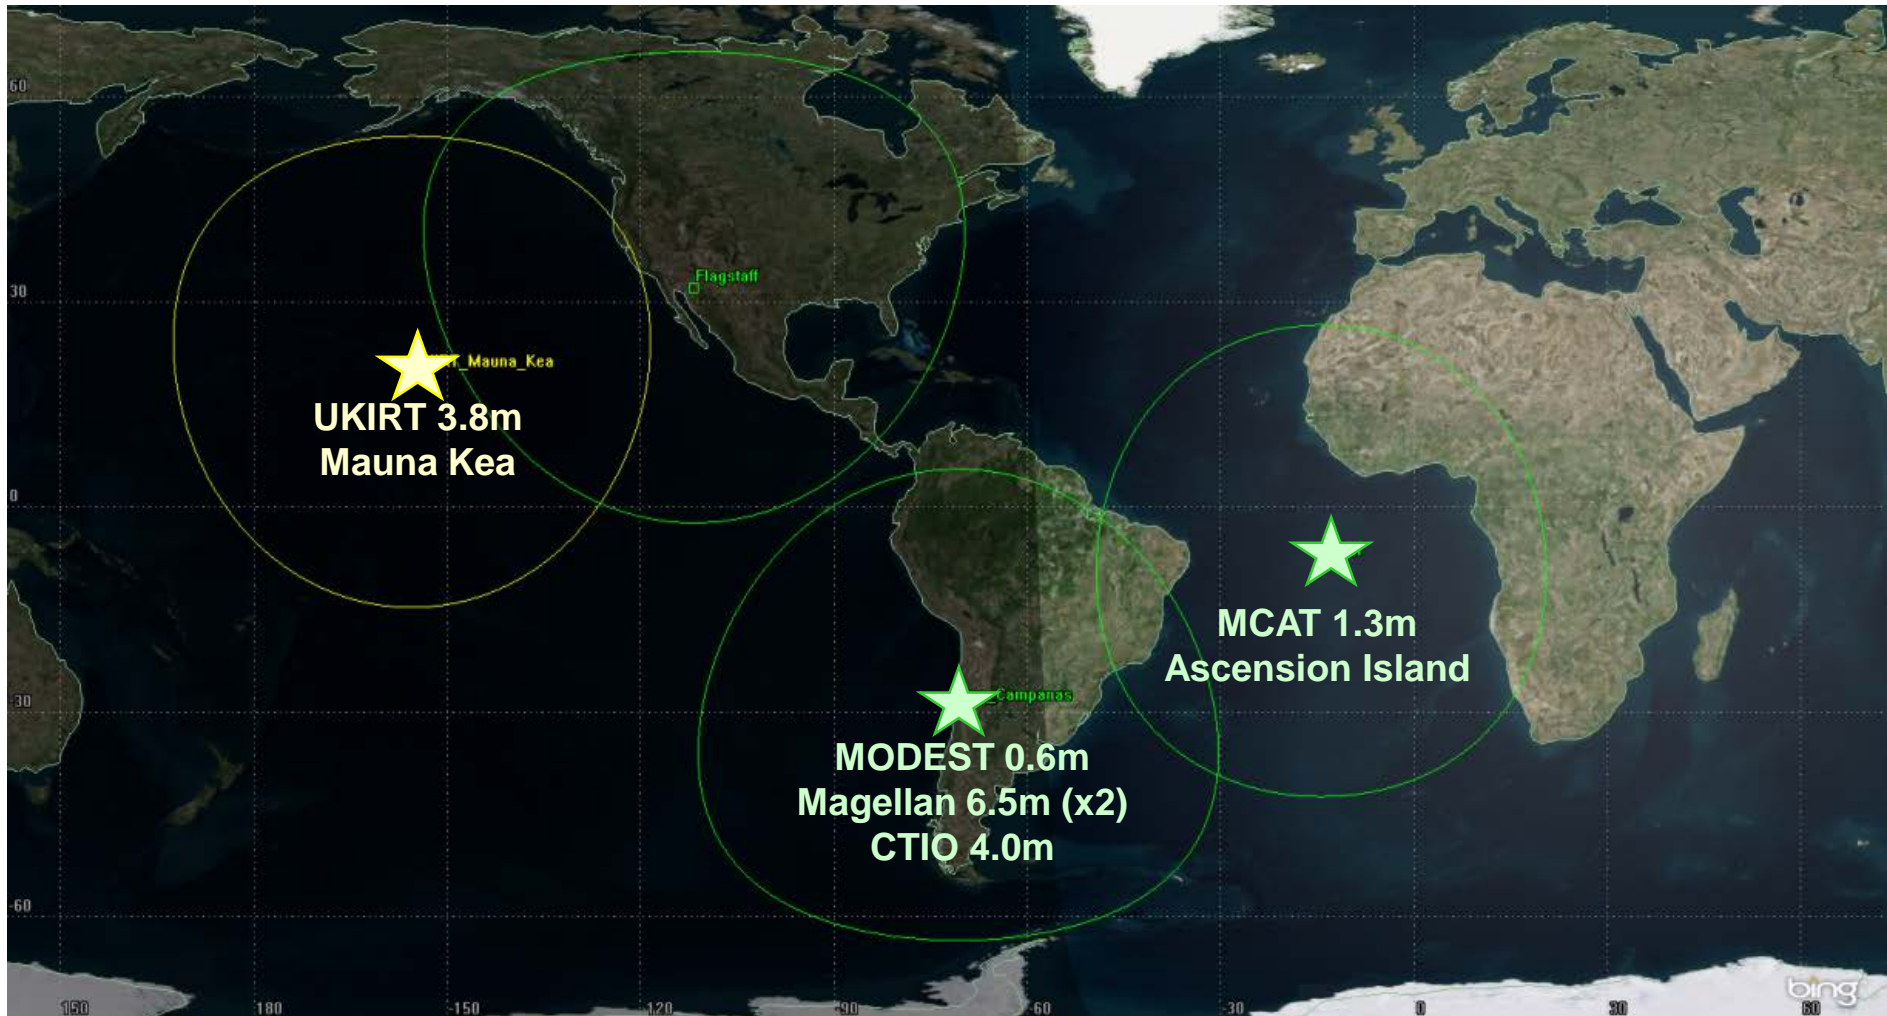 60
30
Flagstaff
_Mauna_Kea
UKIRT 3.8m
Mauna Kea
0
MCAT 1.3m
Ascension Island
-30
_Campanas
MODEST 0.6m
Magellan 6.5m (x2)
CTIO 4.0m
-60
bing
150 180 -150 -120 -90 -60 -30 0 30 60